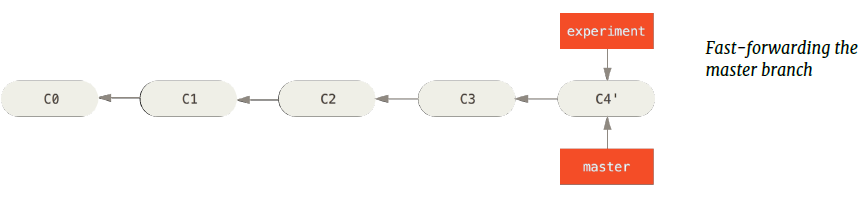 experiment
Fast-forwarding the
master branch
C0
C1
C2
C3
C4'
master